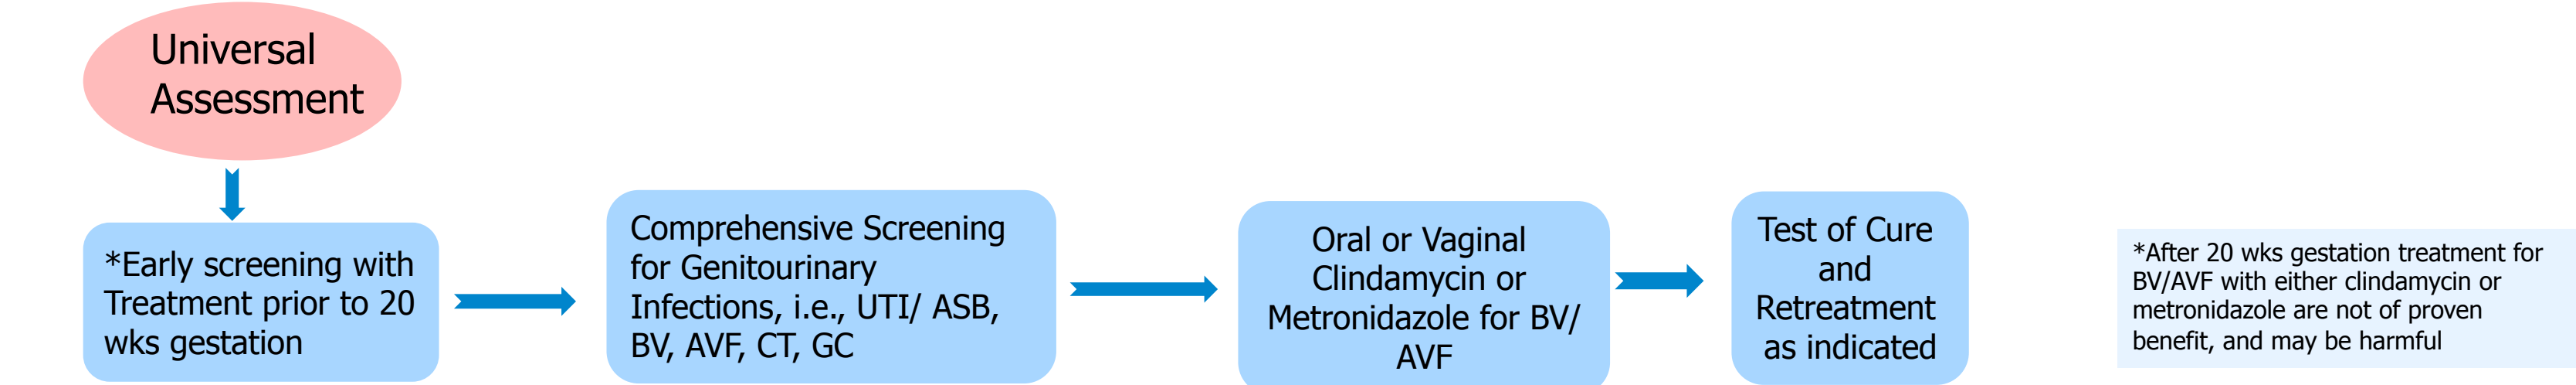 Universal
Assessment
*Early screening with
Treatment prior to 20
wks gestation
Comprehensive Screening
for Genitourinary
Infections, i.e., UTI/ ASB,
BV, AVF, CT, GC
Oral or Vaginal
Clindamycin or
Metronidazole for BV/
AVF
Test of Cure
and
Retreatment
as indicated
*After 20 wks gestation treatment for
BV/AVF with either clindamycin or
metronidazole are not of proven
benefit, and may be harmful